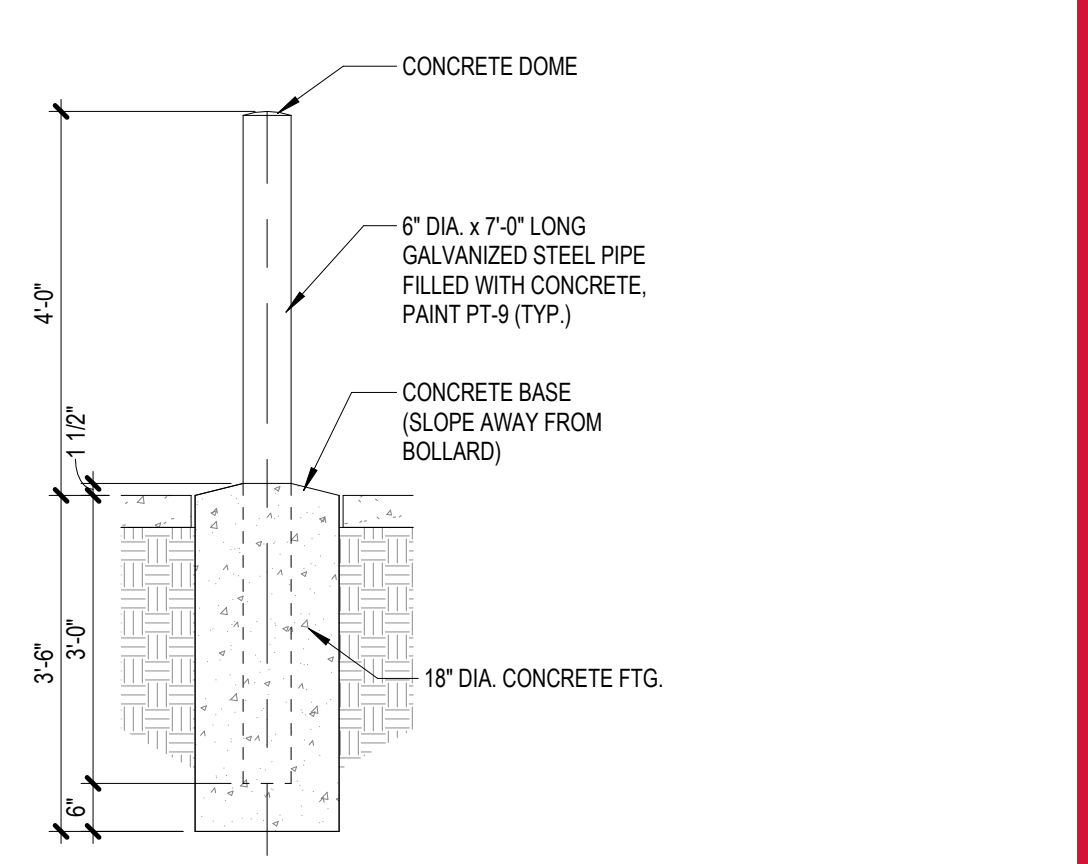 CONCRETE DOME
6" DIA. x 7'-0" LONG
GALVANIZED STEEL PIPE
FILLED WITH CONCRETE,
PAINT PT-9 (TYP.)
4'-0"
CONCRETE BASE
(SLOPE AWAY FROM
BOLLARD)
1 1/2"
3'-6"
3'-0"
18" DIA. CONCRETE FTG.
6"